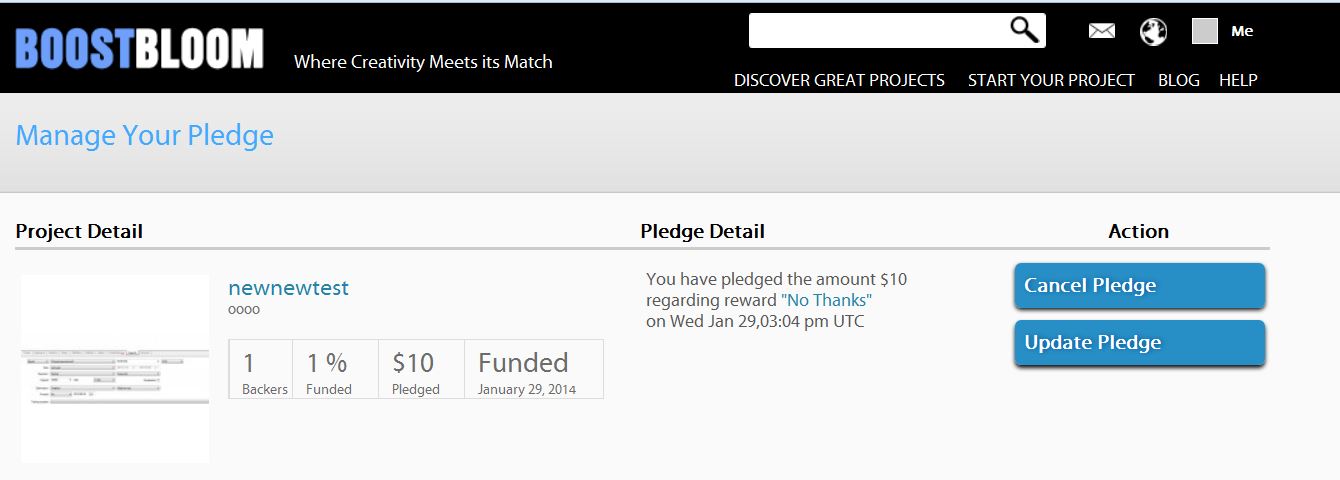 BOOSTBLOOM
Where Creativity Meets its Match
Me
DISCOVER GREAT PROJECTS START YOUR PROJECT BLOG HELP
Manage Your Pledge
Project Detail
newnewtest
oooo
1
Backers
1 %
Funded
$10
Pledged
Funded
January 29, 2014
Pledge Detail
You have pledged the amount $10
regarding reward "No Thanks"
on Wed Jan 29,03:04 pm UTC
Action
Cancel Pledge
Update Pledge